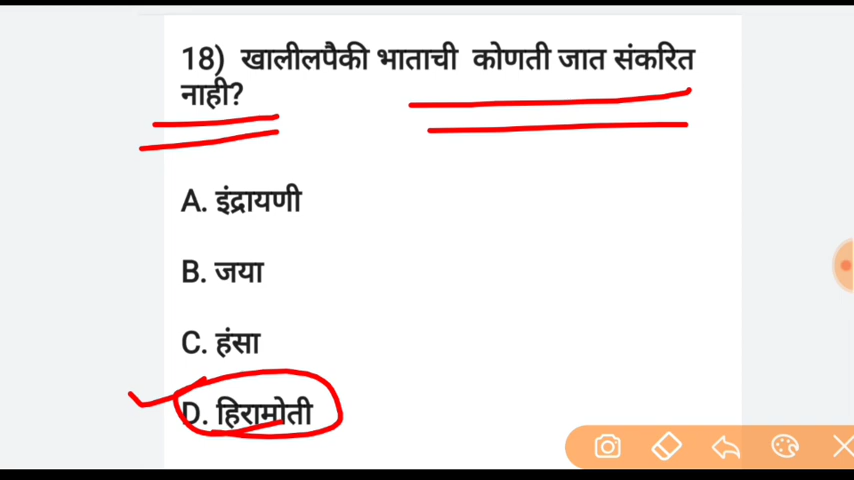 18) खालीलपैकी भाताची कोणती जात संकरित
नाही?
A. इंद्रायणी
B. जया
C. हंसा
D. हिरामोती